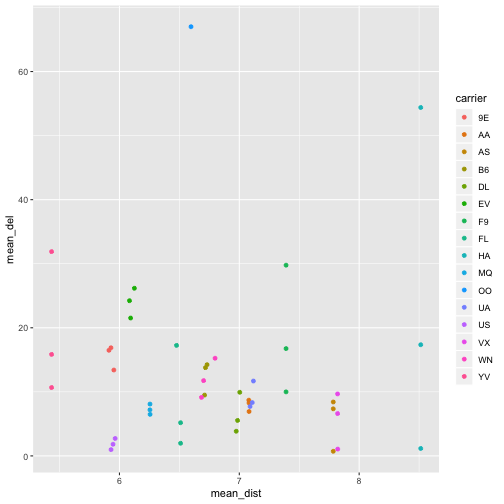 60
40
20
0
mean_del
6 7 8
mean_dist
carrier
9E
AA
AS
B6
DL
EV
F9
FL
HA
MQ
OO
UA
US
VX
WN
YV